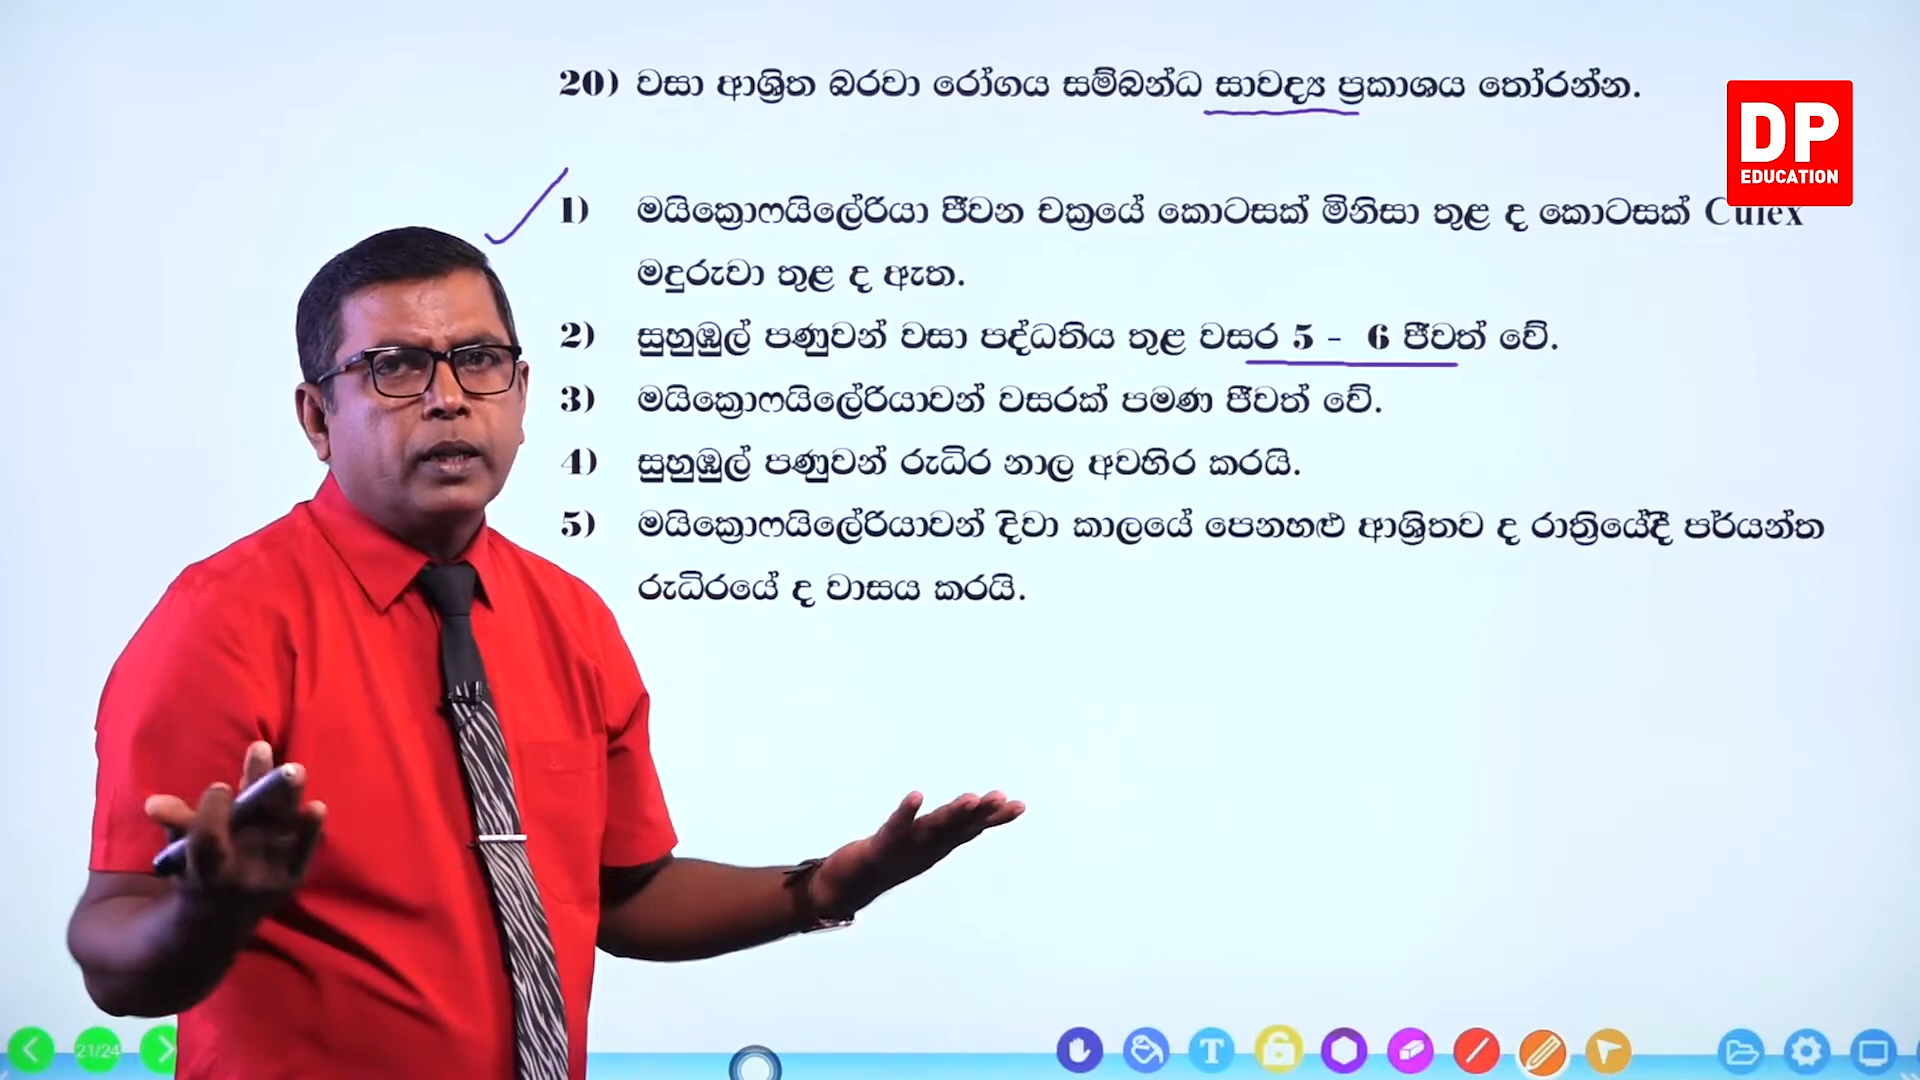 20) වසා ආශ්‍රිත බරවා රෝගය සම්බන්ධ සාවද්‍ය ප්‍රකාශය තෝරන්න.
DP
EDUCATION
1) මයික්‍රොෆයිලේරියා ජීවන චක්‍රයේ කොටසක් මිනිසා තුළ ද කොටසක් Culex
මදුරුවා තුළ ද ඇත.
2) සුහුඹුල් පණුවන් වසා පද්ධතිය තුළ වසර 5 - 6 ජීවත් වේ.
3) මයික්‍රොෆයිලේරියාවන් වසරක් පමණ ජීවත් වේ.
4) සුහුඹුල් පණුවන් රුධිර නාල අවහිර කරයි.
5) මයික්‍රොෆයිලේරියාවන් දිවා කාලයේ පෙනහළු ආශ්‍රිතව ද රාත්‍රියේදී පර්යන්ත
රුධිරයේ ද වාසය කරයි.
21/24
T